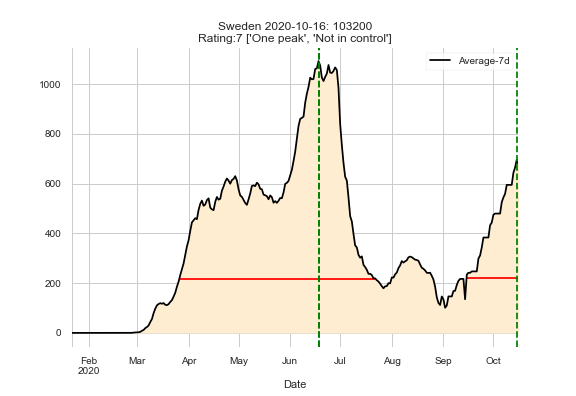 Sweden 2020-10-16: 103200
Rating:7 ['One peak', 'Not in control']
Average-7d
1000
800
600
400
200
0
Feb Mar Apr May Jun Jul Aug Sep Oct
2020
Date